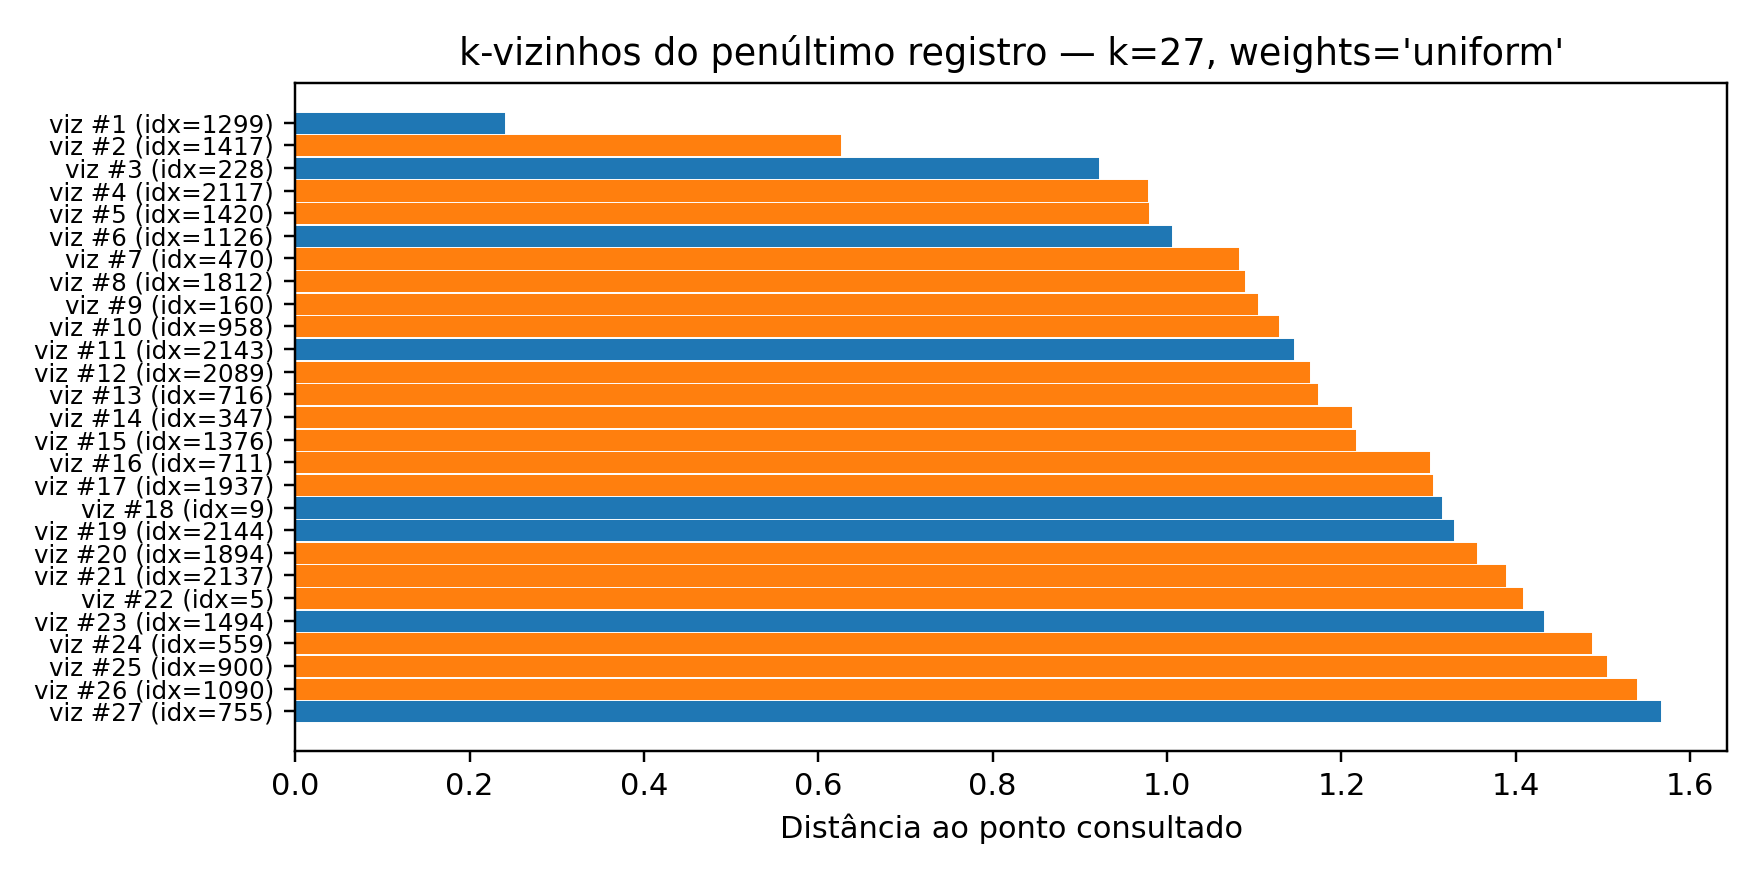 k-vizinhos do penúltimo registro — k=27, weights='uniform'
viz #1 (idx=1299)
viz #2 (idx=1417)
viz #3 (idx=228)
viz #4 (idx=2117)
viz #5 (idx=1420)
viz #6 (idx=1126)
viz #7 (idx=470)
viz #8 (idx=1812)
viz #9 (idx=160)
viz #10 (idx=958)
viz #11 (idx=2143)
viz #12 (idx=2089)
viz #13 (idx=716)
viz #14 (idx=347)
viz #15 (idx=1376)
viz #16 (idx=711)
viz #17 (idx=1937)
viz #18 (idx=9)
viz #19 (idx=2144)
viz #20 (idx=1894)
viz #21 (idx=2137)
viz #22 (idx=5)
viz #23 (idx=1494)
viz #24 (idx=559)
viz #25 (idx=900)
viz #26 (idx=1090)
viz #27 (idx=755)
0.0 0.2 0.4 0.6 0.8 1.0 1.2 1.4 1.6
Distância ao ponto consultado